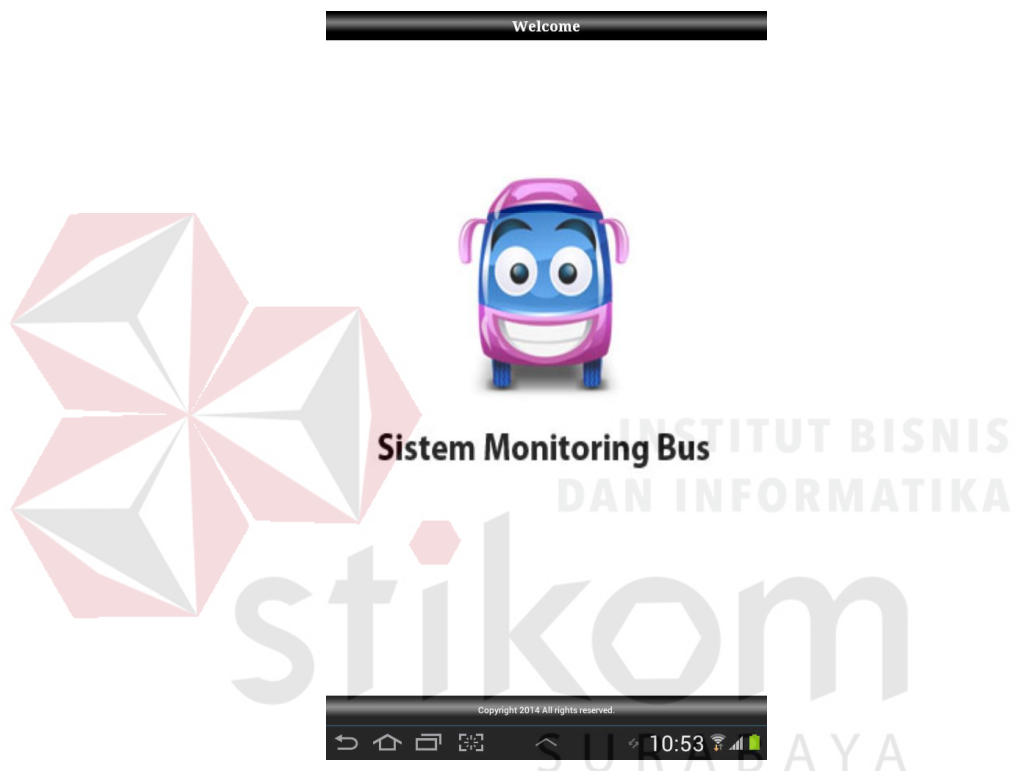 Welcome
Sistem Monitoring Bus
INSTITUT BISNIS
DAN INFORMATIKA
stikom
Copyright 2014 All rights reserved.
10:53
SURABAYA